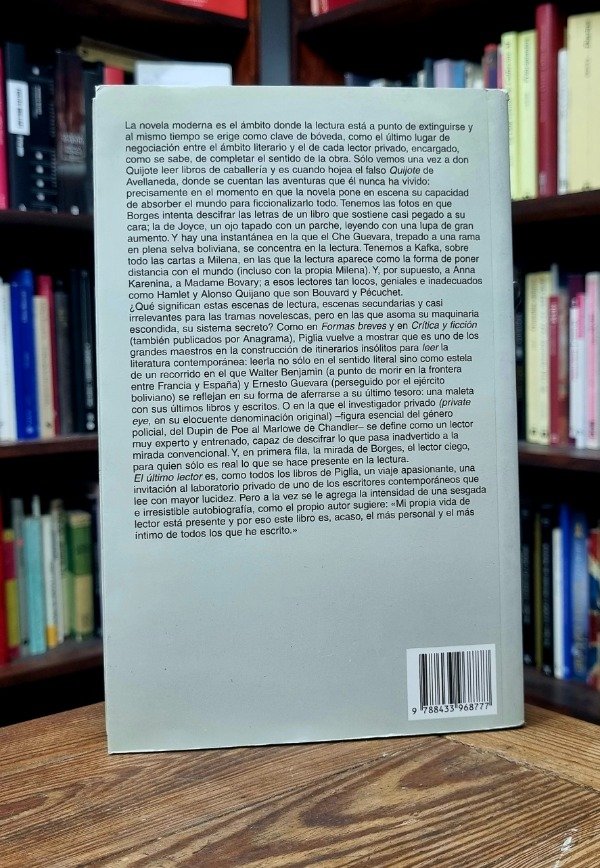 La novela moderna es el ámbito donde la lectura está a punto de extinguirse y
al mismo tiempo se erige como clave de bóveda, como el último lugar de
negociación entre el ámbito literario y el de cada lector privado, encargado,
como se sabe, de completar el sentido de la obra. Sólo vemos una vez a don
Quijote leer libros de caballería y es cuando hojea el falso Quijote de
Avellaneda, donde se cuentan las aventuras que él nunca ha vivido:
precisamente en el momento en que la novela pone en escena su capacidad
de absorber el mundo para ficcionalizarlo todo. Tenemos las fotos en que
Borges intenta descifrar las letras de un libro que sostiene casi pegado a su
cara; la de Joyce, un ojo tapado con un parche, leyendo con una lupa de gran
aumento. Y hay una instantánea en la que el Che Guevara, trepado a una rama
en plena selva boliviana, se concentra en la lectura. Tenemos a Kafka, sobre
todo las cartas a Milena, en las que la lectura aparece como la forma de poner
distancia con el mundo (incluso con la propia Milena). Y, por supuesto, a Anna
Karenina, a Madame Bovary; a esos lectores tan locos, geniales e inadecuados
como Hamlet y Alonso Quijano que son Bouvard y Pécuchet.
¿Qué significan estas escenas de lectura, escenas secundarias y casi
irrelevantes para las tramas novelescas, pero en las que asoma su maquinaria
escondida, su sistema secreto? Como en Formas breves y en Crítica y ficción
(también publicados por Anagrama), Piglia vuelve a mostrar que es uno de los
grandes maestros en la construcción de itinerarios insólitos para leer la
literatura contemporánea: leerla no sólo en el sentido literal sino como estela
de un recorrido en el que Walter Benjamin (a punto de morir en la frontera
entre Francia y España) y Ernesto Guevara (perseguido por el ejército
boliviano) se reflejan en su forma de aferrarse a su último tesoro: una maleta
con sus últimos libros y escritos. O en la que el investigador privado (private
eye, en su elocuente denominación original) –figura esencial del género
policial, del Dupin de Poe al Marlowe de Chandler– se define como un lector
muy experto y entrenado, capaz de descifrar lo que pasa inadvertido a la
mirada convencional. Y, en primera fila, la mirada de Borges, el lector ciego,
para quien sólo es real lo que se hace presente en la lectura.
El último lector es, como todos los libros de Piglia, un viaje apasionante, una
invitación al laboratorio privado de uno de los escritores contemporáneos que
lee con mayor lucidez. Pero a la vez se le agrega la intensidad de una sesgada
e irresistible autobiografía, como el propio autor sugiere: «Mi propia vida de
lector está presente y por eso este libro es, acaso, el más personal y el más
íntimo de todos los que he escrito.»
9 788433 968777